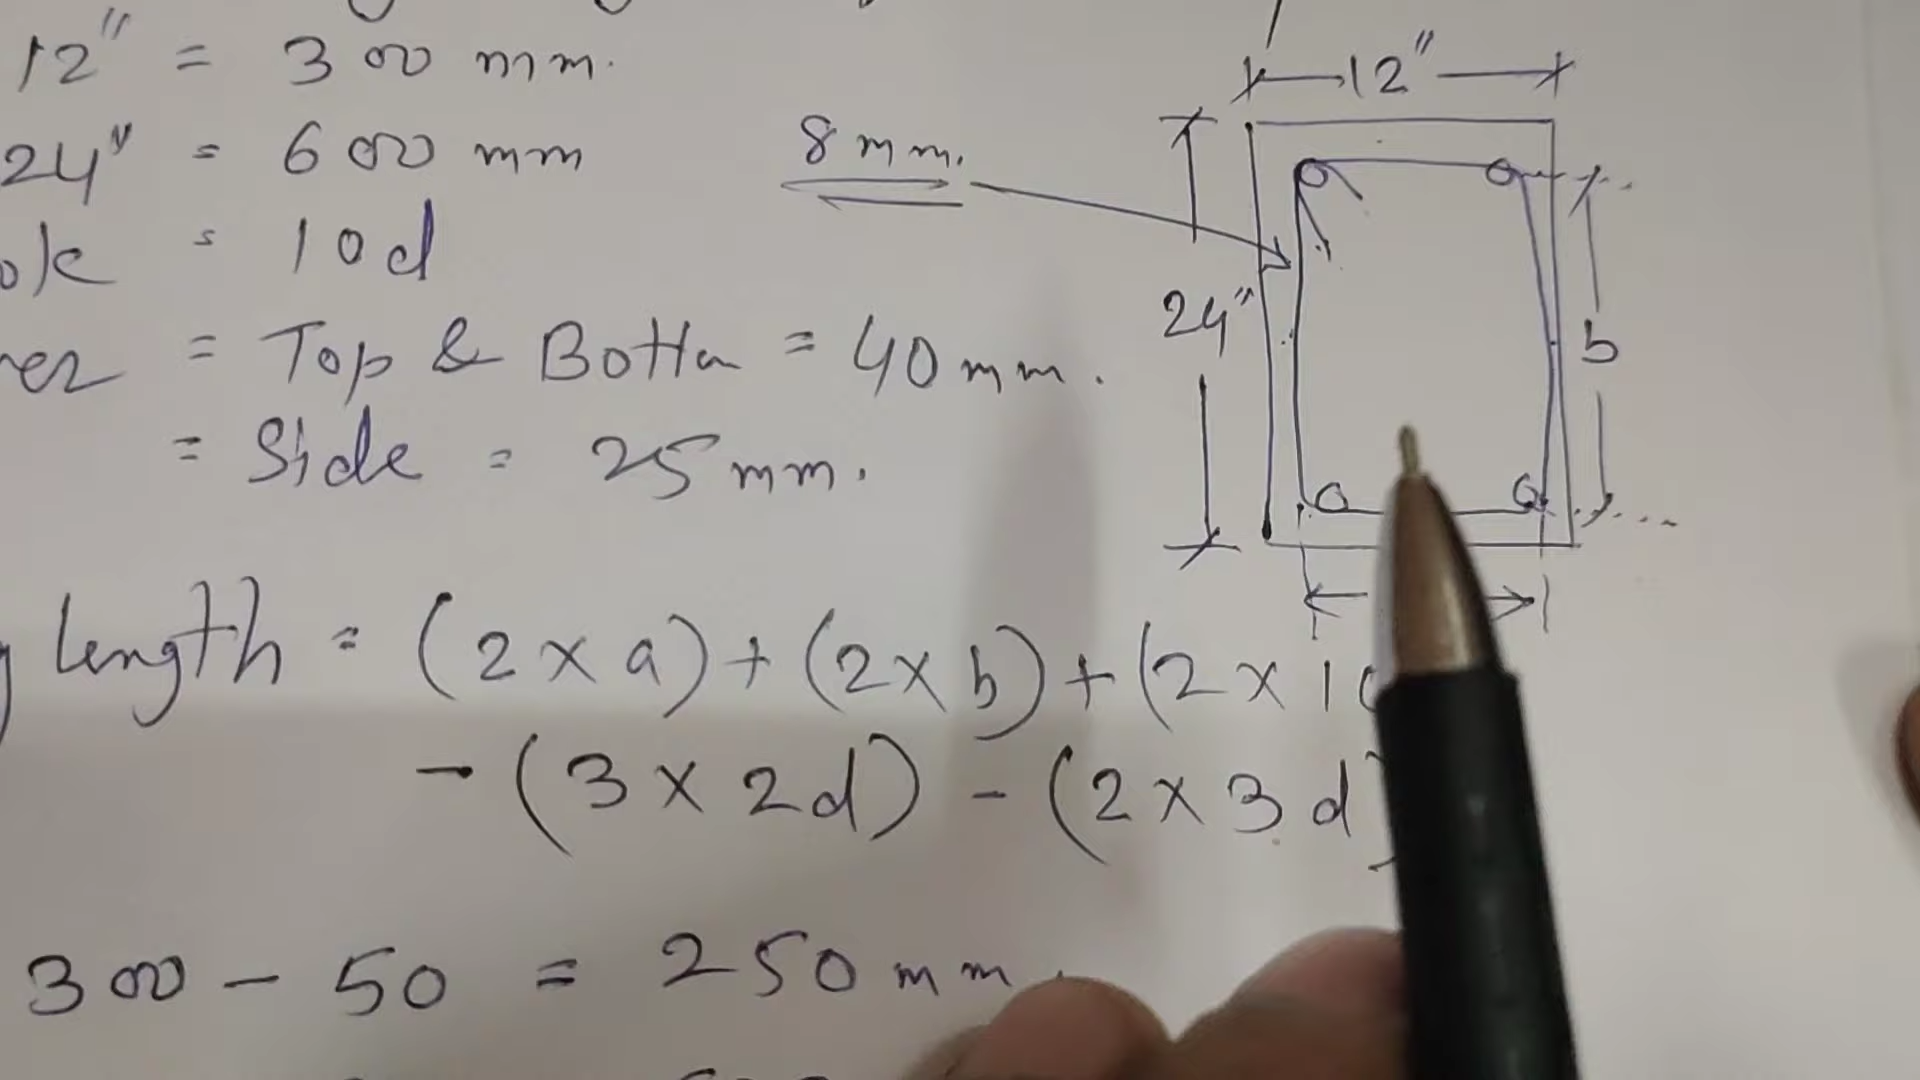 12" = 300 mm.
24" = 600 mm
= 10d
= Top & Bottm = 40 mm.
= Side = 25 mm.
length = (2 x a) + (2 x b) + (2 x 10
- (3 x 2d) - (2 x 3d)
300 - 50 = 250 mm.
8 mm.
12"
24"
b